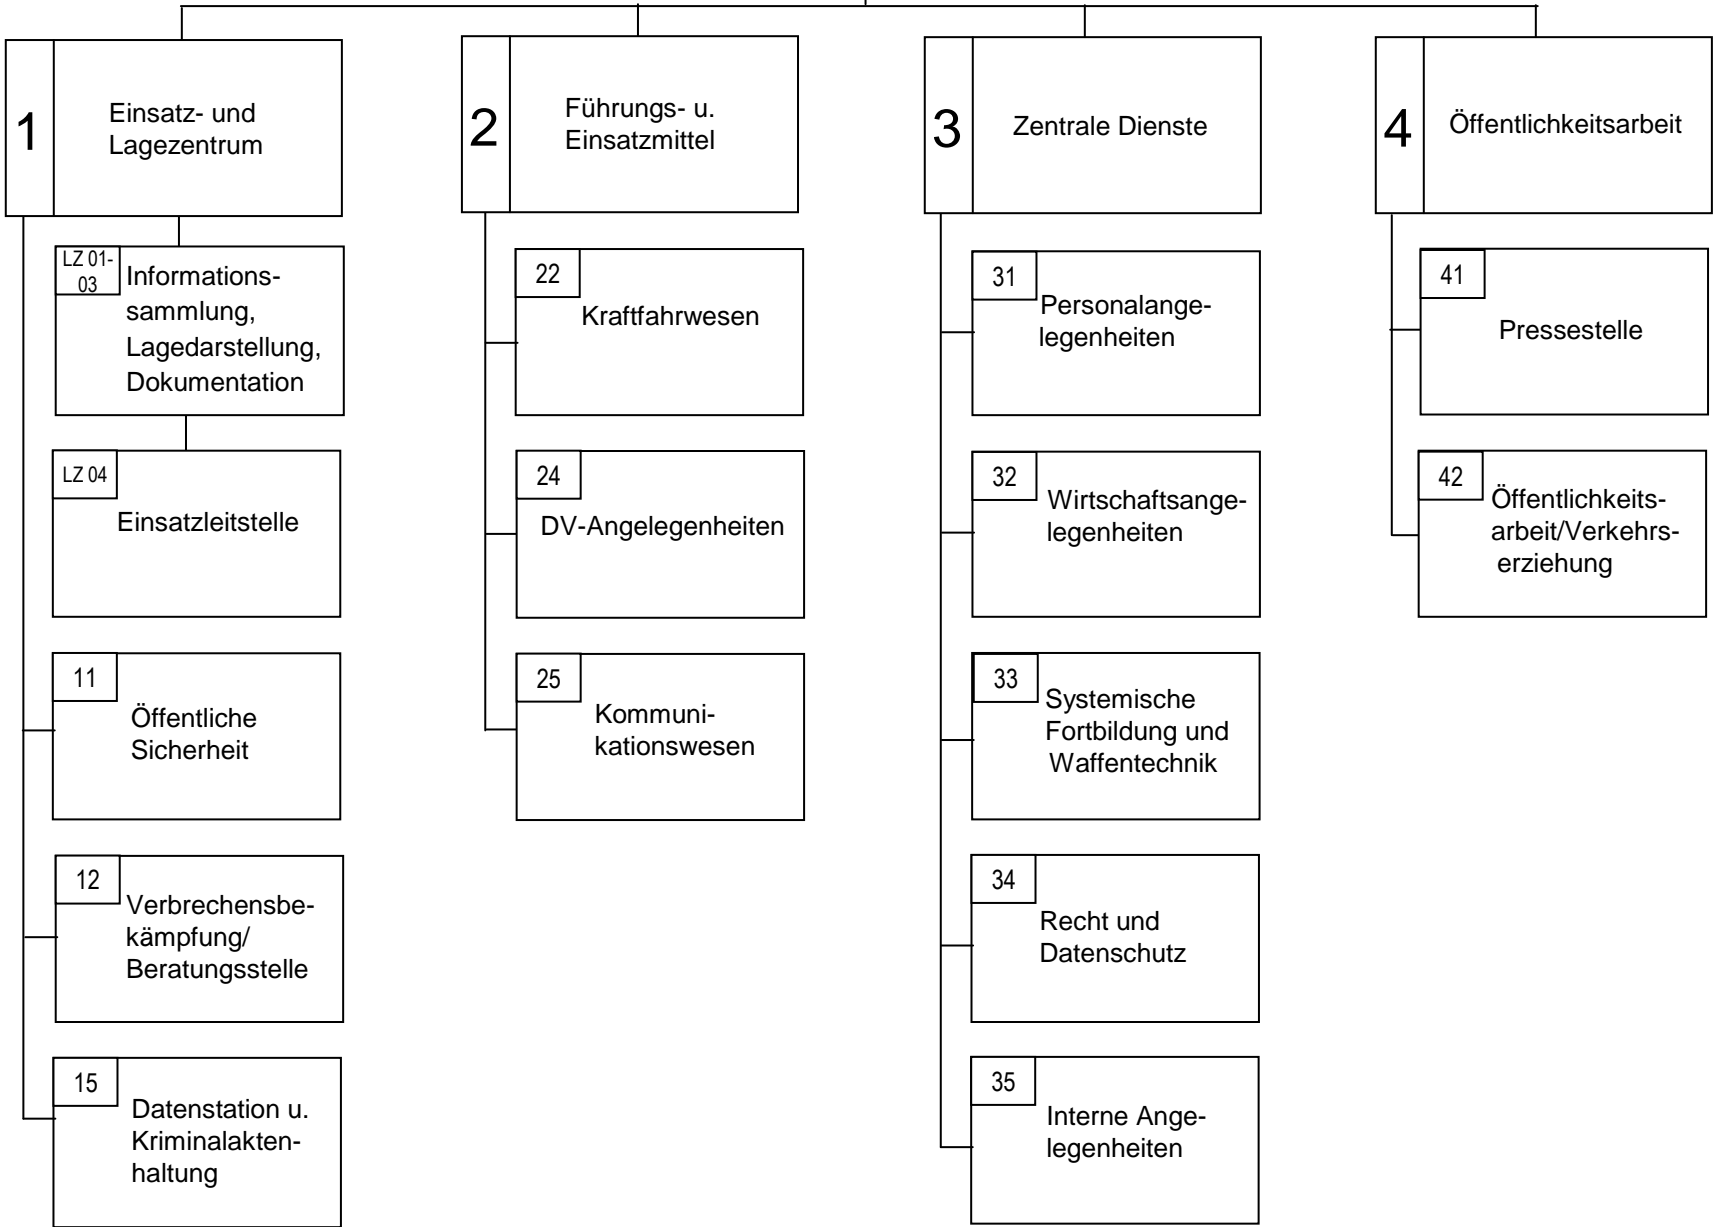 1
Einsatz- und
Lagezentrum
LZ 01-
03
Informations-
sammlung,
Lagedarstellung,
Dokumentation
LZ 04
Einsatzleitstelle
11
Öffentliche
Sicherheit
12
Verbrechensbe-
kämpfung/
Beratungsstelle
15
Datenstation u.
Kriminalakten-
haltung
2
Führungs- u.
Einsatzmittel
22
Kraftfahrwesen
24
DV-Angelegenheiten
25
Kommuni-
kationswesen
3
Zentrale Dienste
31
Personalange-
legenheiten
32
Wirtschaftsange-
legenheiten
33
Systemische
Fortbildung und
Waffentechnik
34
Recht und
Datenschutz
35
Interne Ange-
legenheiten
4
Öffentlichkeitsarbeit
41
Pressestelle
42
Öffentlichkeits-
arbeit/Verkehrs-
erziehung